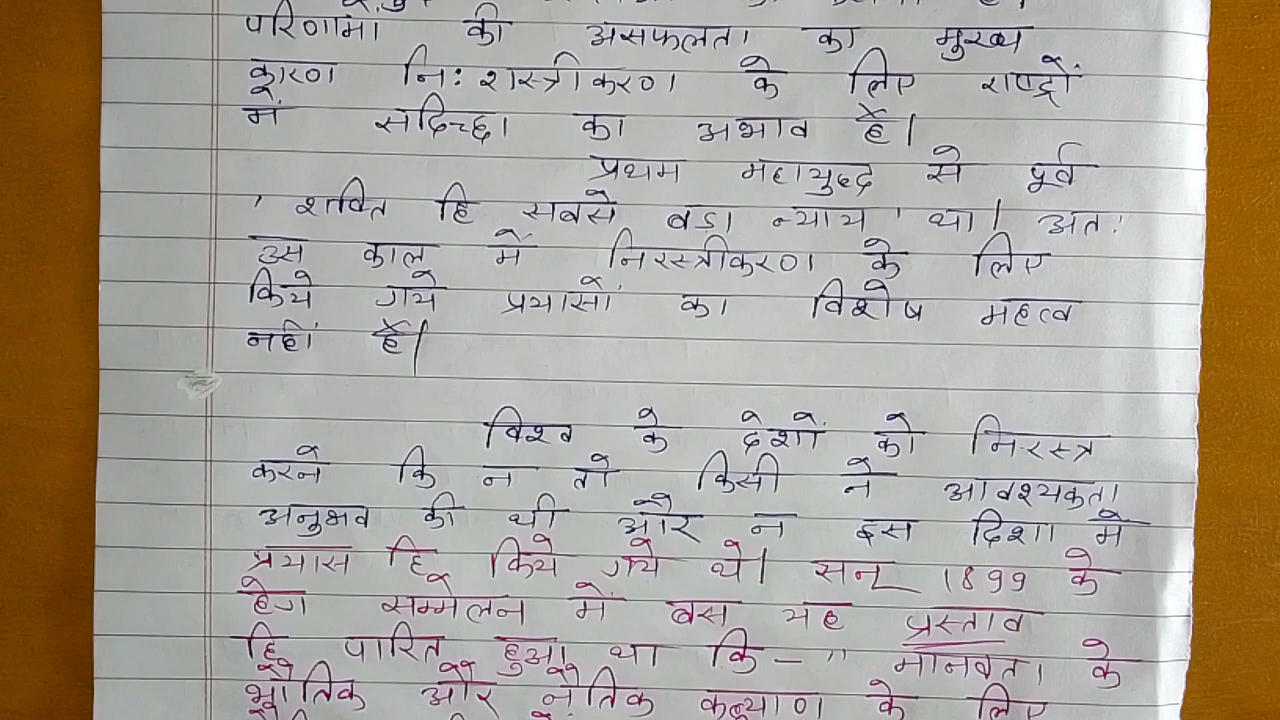 परिणामों की असफलता का मुख्य
कारण निःशस्त्रीकरण के लिए राष्ट्रों
में सदिच्छा का अभाव है।
प्रथम महायुद्ध से पूर्व
' शक्ति हि सबसे बड़ा न्याय ' था। अतः
उस काल में निरस्त्रीकरण के लिए
किये गये प्रयासों का विशेष महत्व
नहीं है।
विश्व के देशों को निरस्त्र
करने कि न तो किसी ने आवश्यकता
अनुभव की थी और न इस दिशा में
प्रयास हि किये गये थे। सन् 1899 के
हेग सम्मेलन में बस यह प्रस्ताव
हि पारित हुआ था कि - " मानवता के
भौतिक और नैतिक कल्याण के लिए